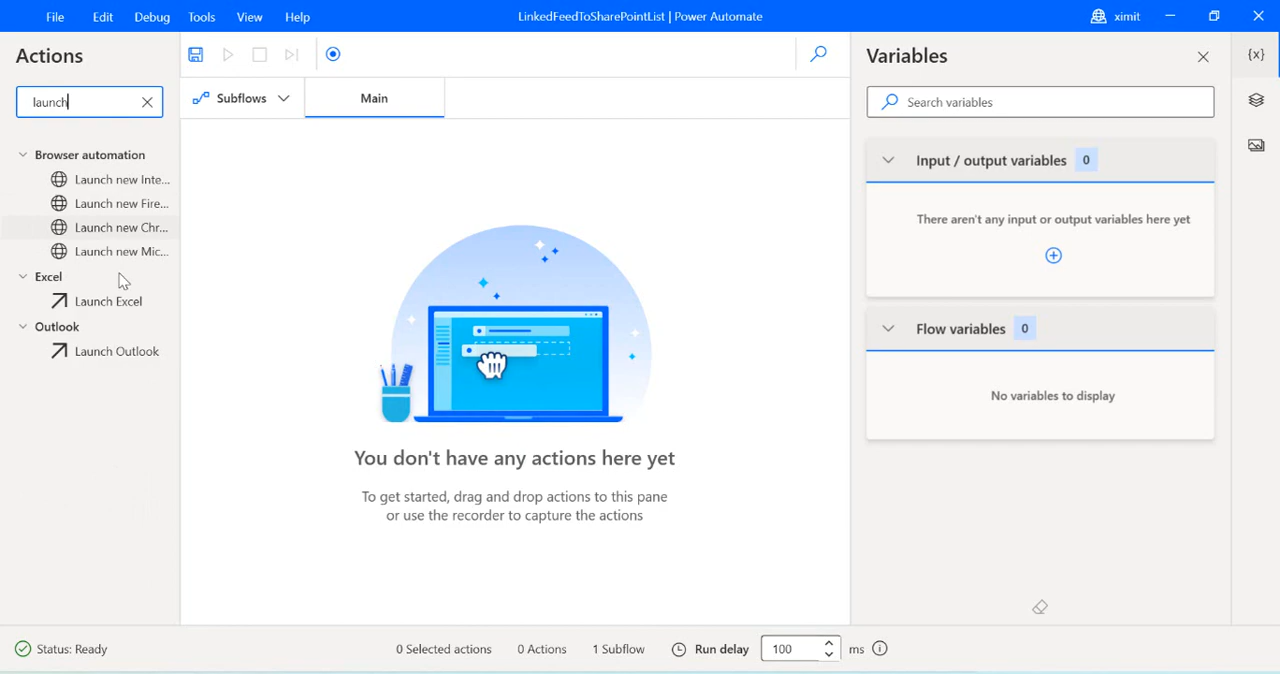 File Edit Debug Tools View Help LinkedFeedToSharePointList | Power Automate ximit
Actions
launch
Browser automation
Launch new Inte...
Launch new Fire...
Launch new Chr...
Launch new Mic...
Excel
Launch Excel
Outlook
Launch Outlook
Subflows Main
You don't have any actions here yet
To get started, drag and drop actions to this pane
or use the recorder to capture the actions
Variables {x}
Search variables
Input / output variables 0
There aren't any input or output variables here yet
Flow variables 0
No variables to display
Status: Ready 0 Selected actions 0 Actions 1 Subflow Run delay 100 ms